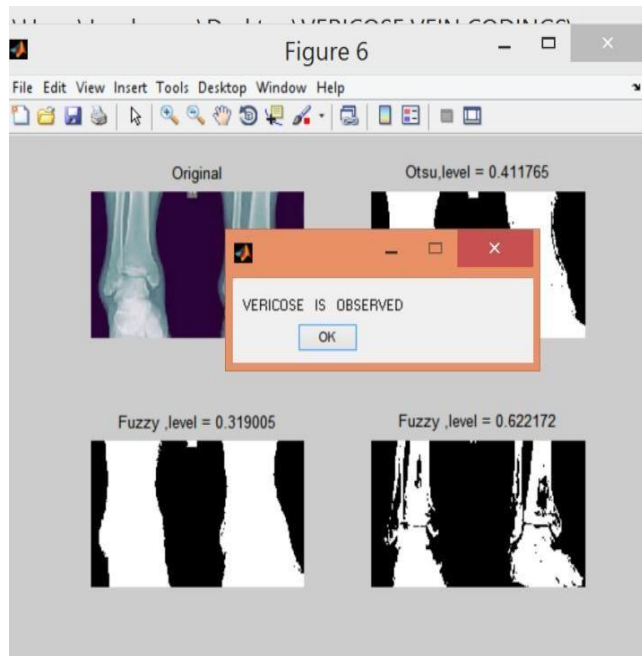 Figure 6
File Edit View Insert Tools Desktop Window Help
Original
Otsu,level = 0.411765
VERICOSE IS OBSERVED
OK
Fuzzy ,level = 0.319005
Fuzzy ,level = 0.622172